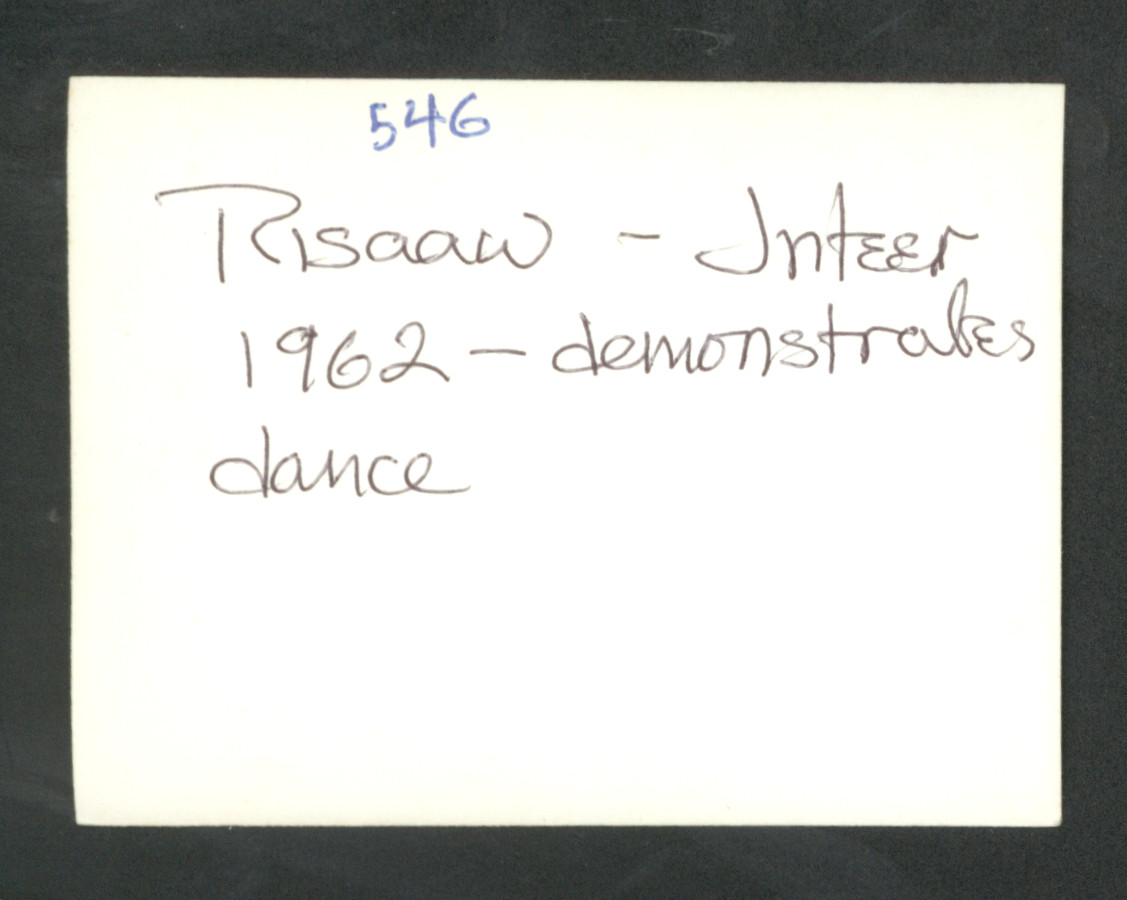 546
Risaaw - Inteer
1962 - demonstrates
dance